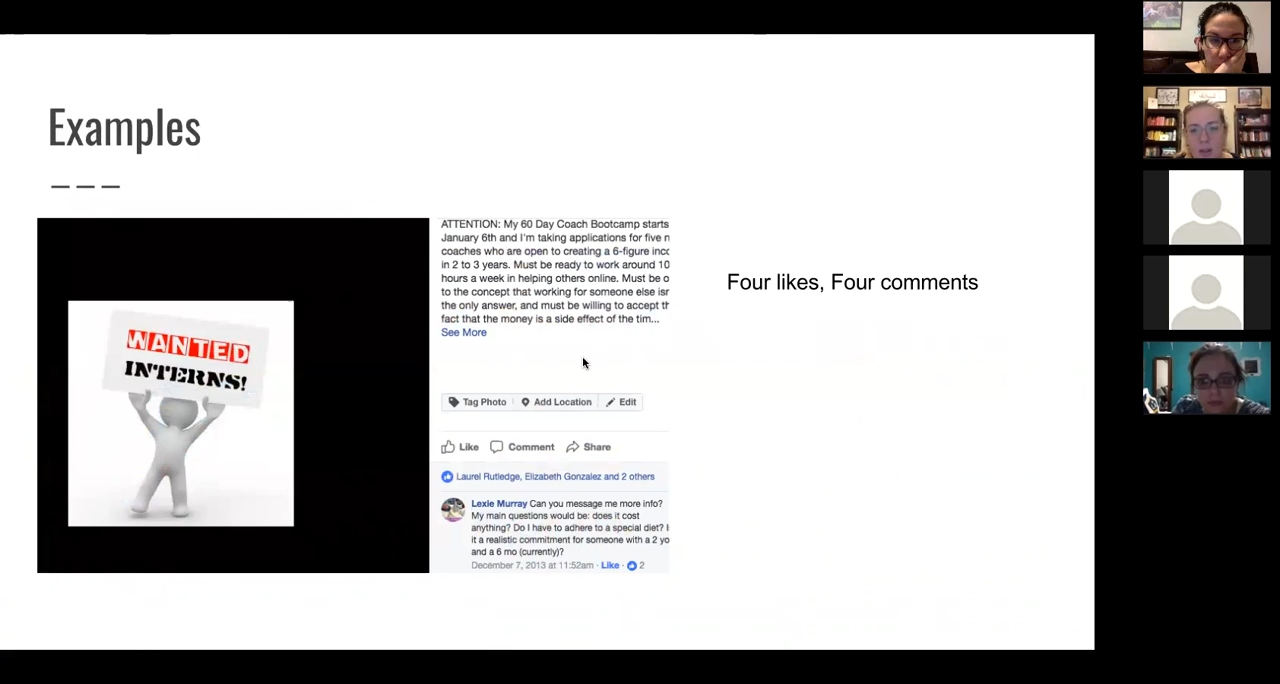 Examples
WANTED
INTERNS!
ATTENTION: My 60 Day Coach Bootcamp starts
January 6th and I'm taking applications for five n
coaches who are open to creating a 6-figure inc
in 2 to 3 years. Must be ready to work around 10
hours a week in helping others online. Must be o
to the concept that working for someone else isr
the only answer, and must be willing to accept th
fact that the money is a side effect of the tim...
See More
Tag Photo Add Location Edit
Like Comment Share
Laurel Rutledge, Elizabeth Gonzalez and 2 others
Lexie Murray Can you message me more info?
My main questions would be: does it cost
anything? Do I have to adhere to a special diet? I
it a realistic commitment for someone with a 2 yo
and a 6 mo (currently)?
December 7, 2013 at 11:52am · Like · 2
Four likes, Four comments